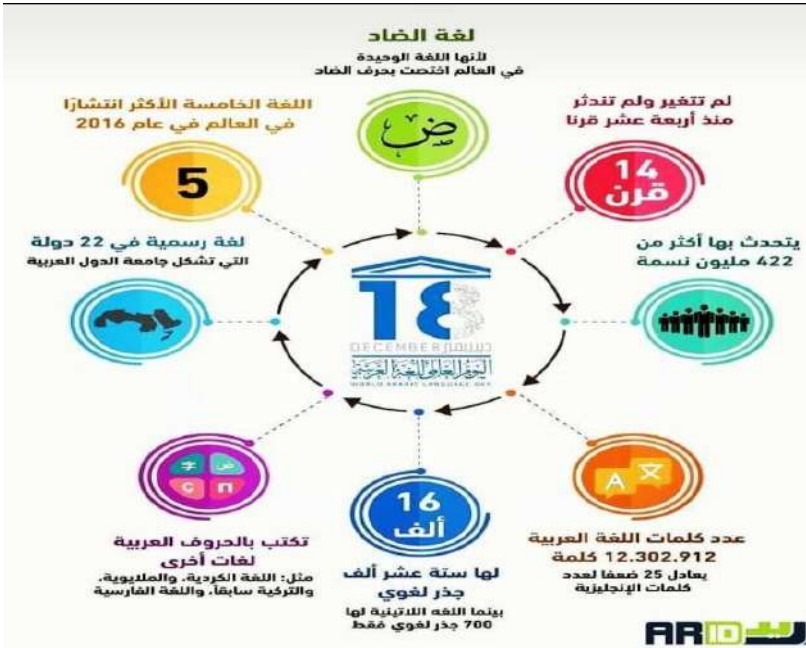 لغة الضاد
لأنها اللغة الوحيدة
في العالم اختصت بحرف الضاد
ض
لم تتغير ولم تندثر
منذ أربعة عشر قرنا
14
قرن
يتحدث بها أكثر من
422 مليون نسمة
عدد كلمات اللغة العربية
12.302.912 كلمة
يعادل 25 ضعفا لعدد
كلمات الإنجليزية
A 文
16
ألف
لها ستة عشر ألف
جذر لغوي
بينما اللغه اللاتينية لها
700 جذر لغوي فقط
تكتب بالحروف العربية
لغات أخرى
مثل: اللغة الكردية، والملايوية،
والتركية سابقاً، واللغة الفارسية
字 ض
Ç П
لغة رسمية في 22 دولة
التي تشكل جامعة الدول العربية
اللغة الخامسة الأكثر انتشارًا
في العالم في عام 2016
5
18
DECEMBER ديسمبر
اليوم العالمي للغة العربية
WORLD ARABIC LANGUAGE DAY
ARID